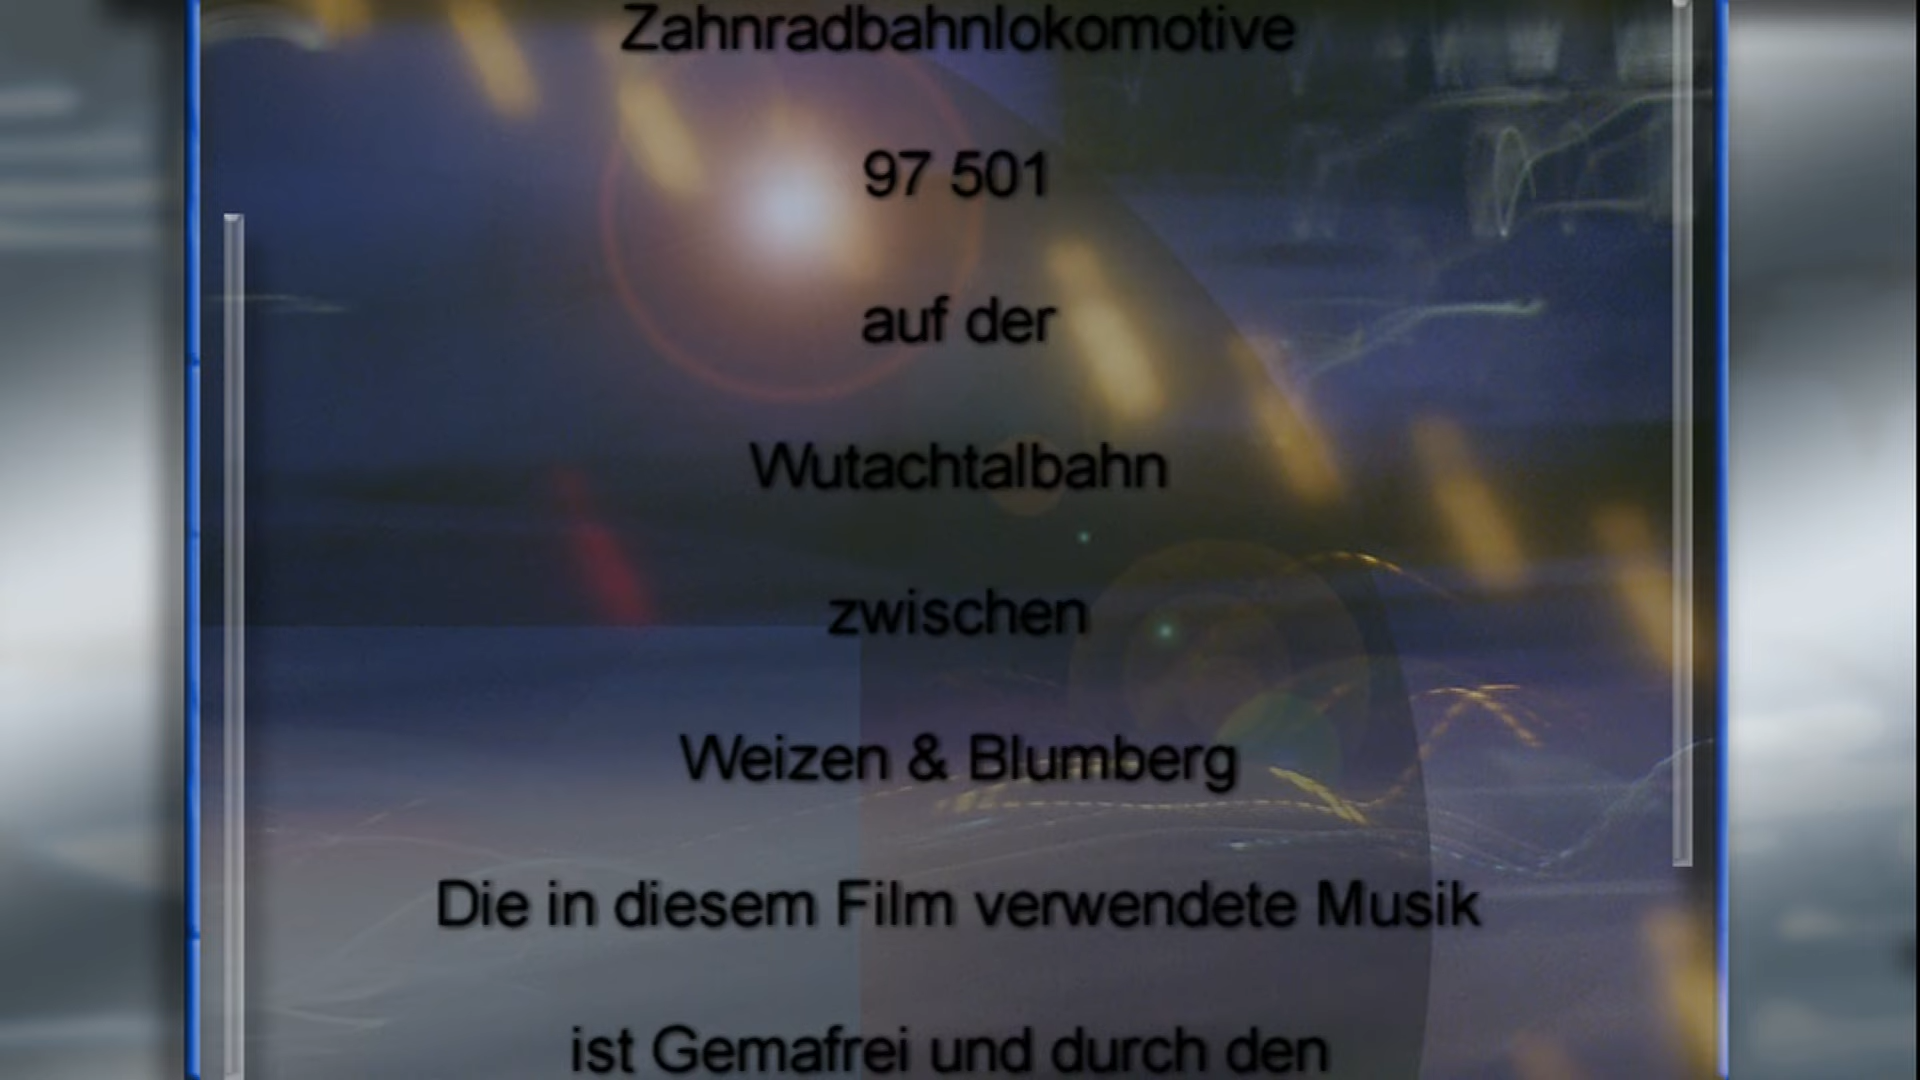 Zahnradbahnlokomotive
97 501
auf der
Wutachtalbahn
zwischen
Weizen & Blumberg
Die in diesem Film verwendete Musik
ist Gemafrei und durch den